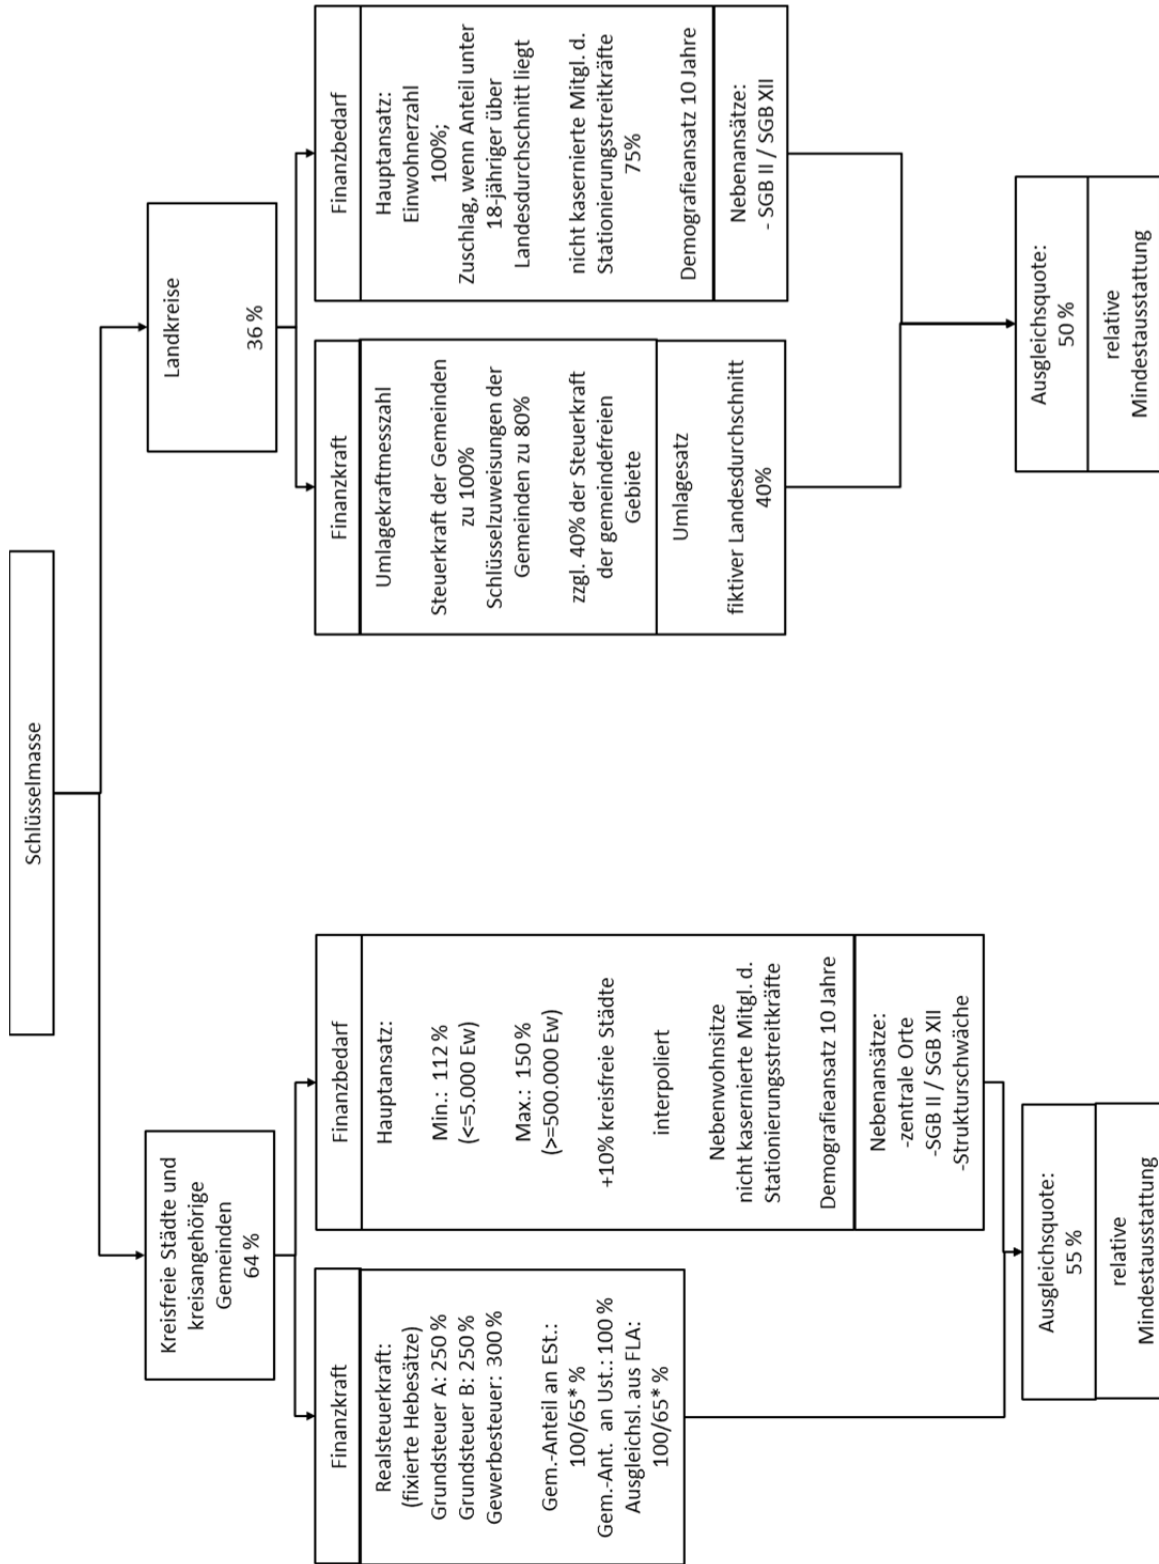 Schlüsselmasse
Kreisfreie Städte und
kreisangehörige
Gemeinden
64 %
Finanzkraft
Realsteuerkraft:
(fixierte Hebesätze)
Grundsteuer A: 250 %
Grundsteuer B: 250 %
Gewerbesteuer: 300 %
Gem.-Anteil an ESt.:
100/65* %
Gem.-Ant. an Ust.: 100 %
Ausgleichsl. aus FLA:
100/65* %
Finanzbedarf
Hauptansatz:
Min.: 112 %
(<=5.000 Ew)
Max.: 150 %
(>=500.000 Ew)
+10% kreisfreie Städte
interpoliert
Nebenwohnsitze
nicht kasernierte Mitgl. d.
Stationierungsstreitkräfte
Demografieansatz 10 Jahre
Nebenansätze:
-zentrale Orte
-SGB II / SGB XII
-Strukturschwäche
Ausgleichsquote:
55 %
relative
Mindestausstattung
Landkreise
36 %
Finanzkraft
Umlagekraftmesszahl
Steuerkraft der Gemeinden
zu 100%
Schlüsselzuweisungen der
Gemeinden zu 80%
zzgl. 40% der Steuerkraft
der gemeindefreien
Gebiete
Umlagesatz
fiktiver Landesdurchschnitt
40%
Finanzbedarf
Hauptansatz:
Einwohnerzahl
100%;
Zuschlag, wenn Anteil unter
18-jähriger über
Landesdurchschnitt liegt
nicht kasernierte Mitgl. d.
Stationierungsstreitkräfte
75%
Demografieansatz 10 Jahre
Nebenansätze:
- SGB II / SGB XII
Ausgleichsquote:
50 %
relative
Mindestausstattung